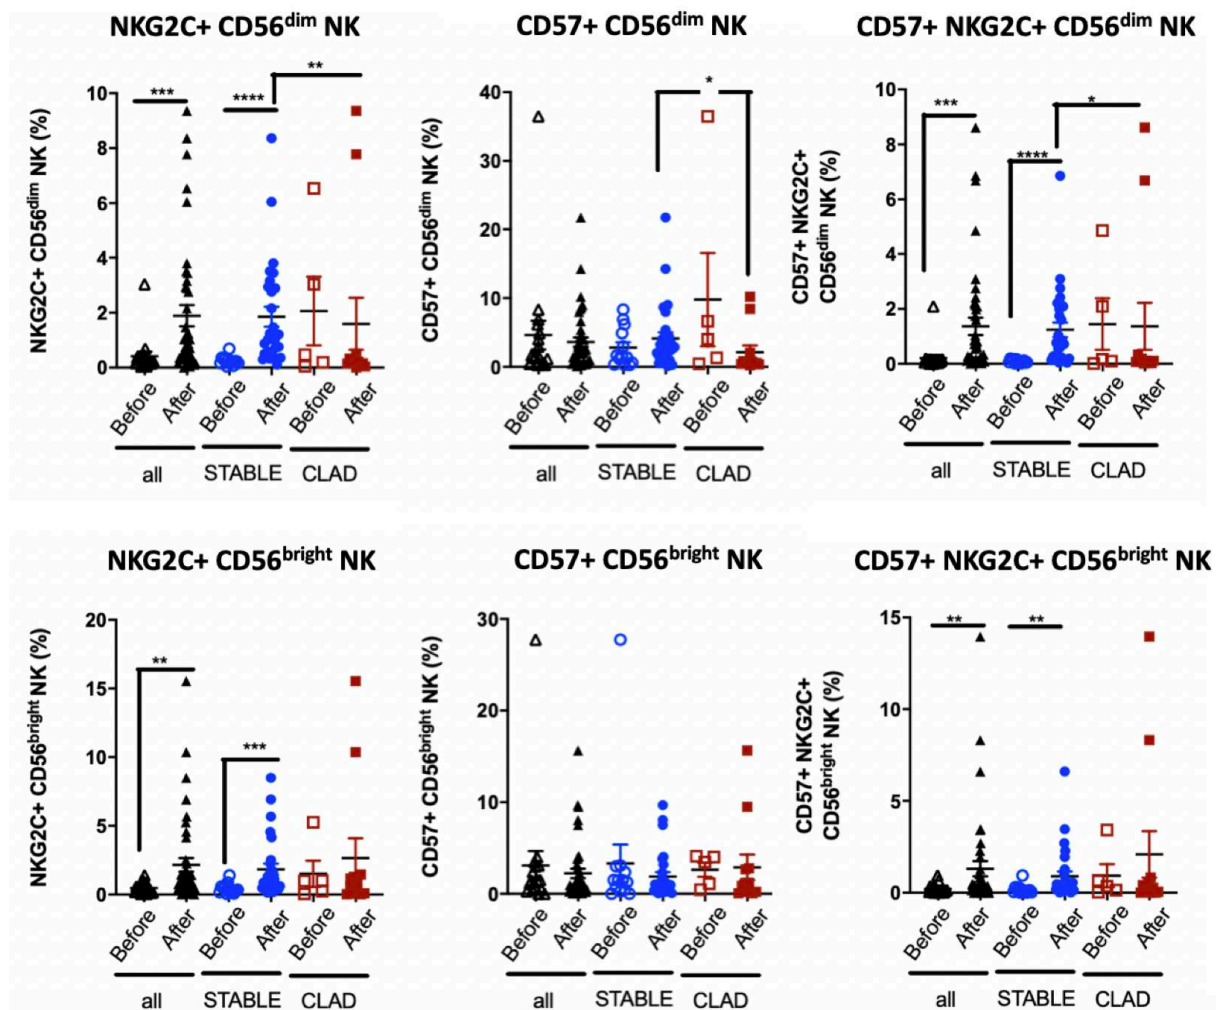 NKG2C+ CD56dim NK
CD57+ CD56dim NK
CD57+ NKG2C+ CD56dim NK
NKG2C+ CD56dim NK (%)
10
8
6
4
2
0
***
****
**
Before
After
Before
After
Before
After
all
STABLE
CLAD
CD57+ CD56dim NK (%)
40
30
20
10
0
*
Before
After
Before
After
Before
After
all
STABLE
CLAD
CD57+ NKG2C+
CD56dim NK (%)
10
8
6
4
2
0
***
****
*
Before
After
Before
After
Before
After
all
STABLE
CLAD
NKG2C+ CD56bright NK
CD57+ CD56bright NK
CD57+ NKG2C+ CD56bright NK
NKG2C+ CD56bright NK (%)
20
15
10
5
0
**
***
Before
After
Before
After
Before
After
all
STABLE
CLAD
CD57+ CD56bright NK (%)
30
20
10
0
Before
After
Before
After
Before
After
all
STABLE
CLAD
CD57+ NKG2C+
CD56bright NK (%)
15
10
5
0
**
**
Before
After
Before
After
Before
After
all
STABLE
CLAD